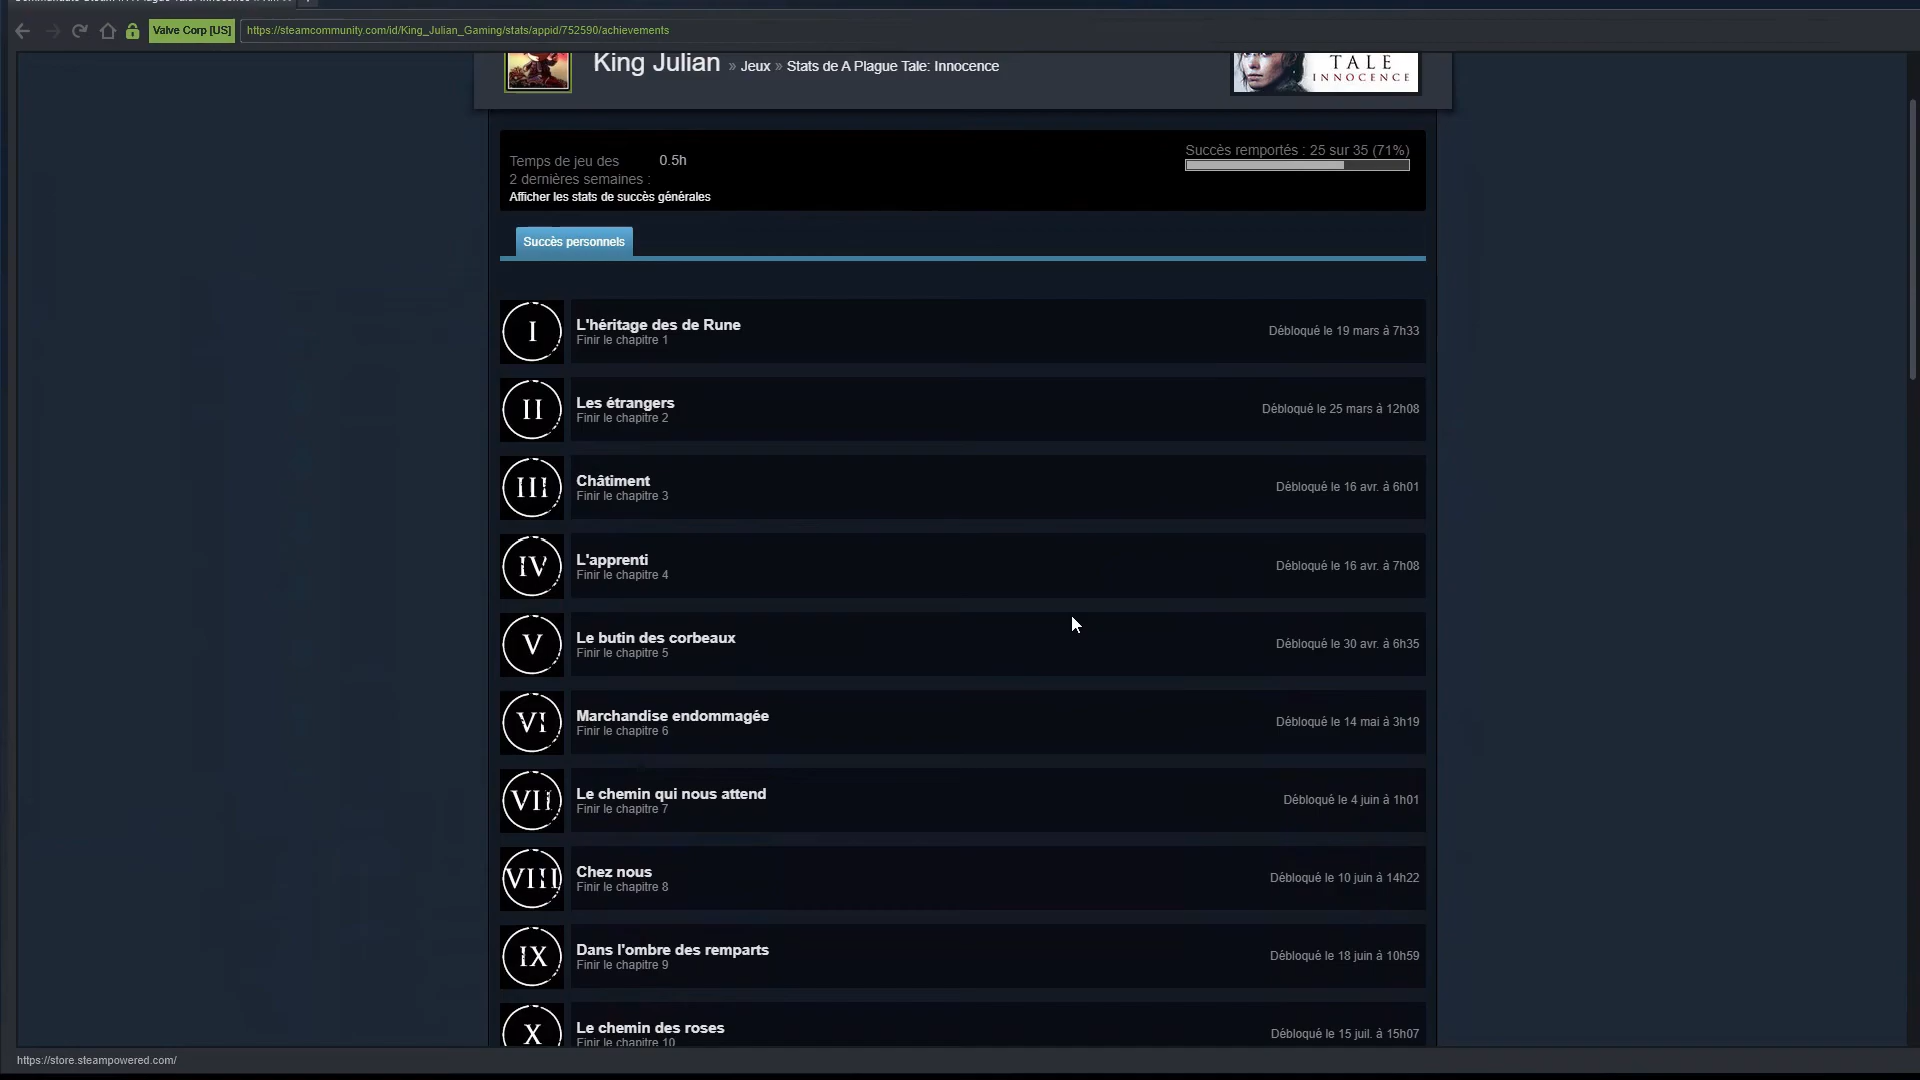 Valve Corp [US]
https://steamcommunity.com/id/King_Julian_Gaming/stats/appid/752590/achievements
King Julian » Jeux » Stats de A Plague Tale: Innocence
TALE
INNOCENCE
Temps de jeu des
2 dernières semaines :
0.5h
Succès remportés : 25 sur 35 (71%)
Afficher les stats de succès générales
Succès personnels
I
L'héritage des de Rune
Finir le chapitre 1
Débloqué le 19 mars à 7h33
II
Les étrangers
Finir le chapitre 2
Débloqué le 25 mars à 12h08
III
Châtiment
Finir le chapitre 3
Débloqué le 16 avr. à 6h01
IV
L'apprenti
Finir le chapitre 4
Débloqué le 16 avr. à 7h08
V
Le butin des corbeaux
Finir le chapitre 5
Débloqué le 30 avr. à 6h35
VI
Marchandise endommagée
Finir le chapitre 6
Débloqué le 14 mai à 3h19
VII
Le chemin qui nous attend
Finir le chapitre 7
Débloqué le 4 juin à 1h01
VIII
Chez nous
Finir le chapitre 8
Débloqué le 10 juin à 14h22
IX
Dans l'ombre des remparts
Finir le chapitre 9
Débloqué le 18 juin à 10h59
X
Le chemin des roses
Finir le chapitre 10
Débloqué le 15 juil. à 15h07
https://store.steampowered.com/